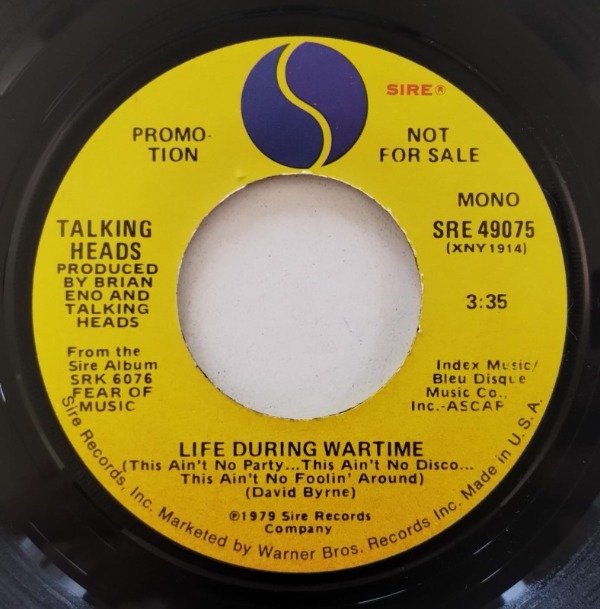 SIRE®
PROMO-
TION
NOT
FOR SALE
MONO
SRE 49075
(XNY1914)
3:35
TALKING
HEADS
PRODUCED
BY BRIAN
ENO AND
TALKING
HEADS
From the
Sire Album
SRK 6076
FEAR OF
MUSIC
Index Music/
Bleu Disque
Music Co.,
Inc.-ASCAP
LIFE DURING WARTIME
(This Ain't No Party...This Ain't No Disco...
This Ain't No Foolin' Around)
(David Byrne)
℗1979 Sire Records
Company
Sire Records, Inc. Marketed by Warner Bros. Records Inc. Made in U.S.A.